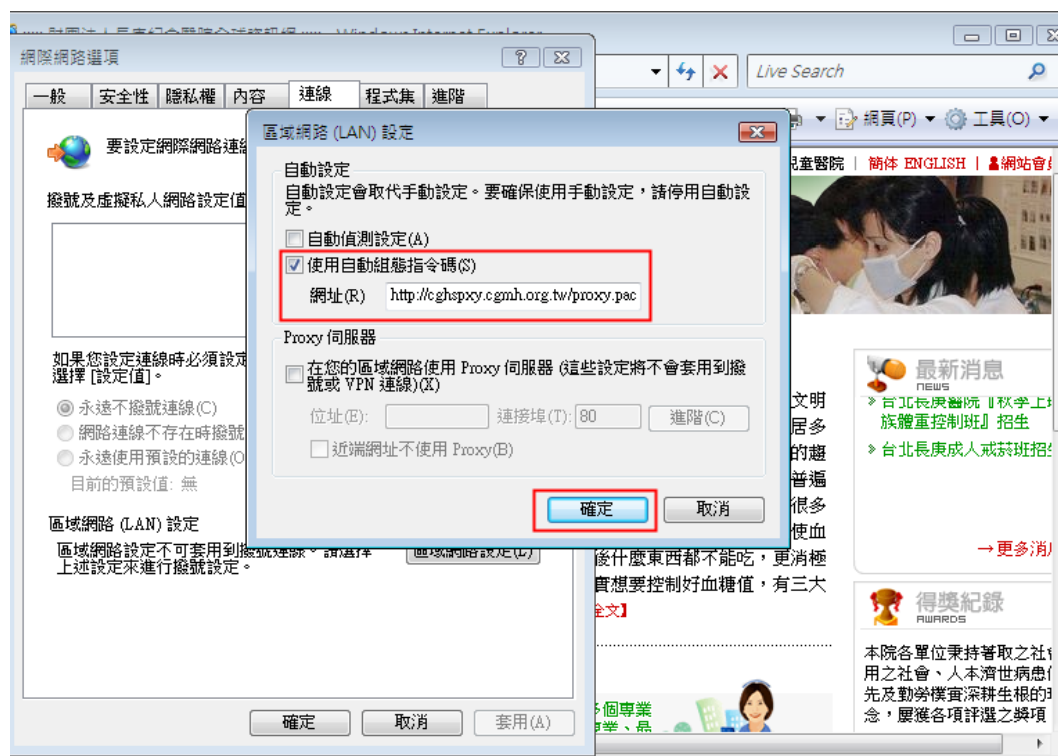 網際網路選項
Live Search
一般
安全性
隱私權
內容
連線
程式集
進階
網頁(P)
工具(O)
要設定網際網路連
撥號及虛擬私人網路設定值
如果您設定連線時必須設定
選擇 [設定值]。
永遠不撥號連線(C)
網路連線不存在時撥號
永遠使用預設的連線(O
目前的預設值: 無
區域網路 (LAN) 設定
區域網路設定不可套用到撥號連線。請選擇
上述設定來進行撥號設定。
區域網路設定(L)
確定
取消
套用(A)
區域網路 (LAN) 設定
自動設定
自動設定會取代手動設定。要確保使用手動設定，請停用自動設
定。
自動偵測設定(A)
使用自動組態指令碼(S)
網址(R)
http://cghspxy.cgmh.org.tw/proxy.pac
Proxy 伺服器
在您的區域網路使用 Proxy 伺服器 (這些設定將不會套用到撥
號或 VPN 連線)(X)
位址(E):
連接埠(T):
80
進階(C)
近端網址不使用 Proxy(B)
確定
取消
兒童醫院 | 簡体 ENGLISH | 網站會
最新消息
NEWS
台北長庚醫院『秋季上
族體重控制班』招生
台北長庚成人戒菸班招
→更多消
文明
居多
的趨
普遍
很多
使血
後什麼東西都不能吃，更消極
實想要控制好血糖值，有三大
全文】
得獎紀錄
AWARDS
本院各單位秉持著取之社
用之社會、人本濟世病患
先及勤勞樸實深耕生根的
念，屢獲各項評選之獎項
多個專業